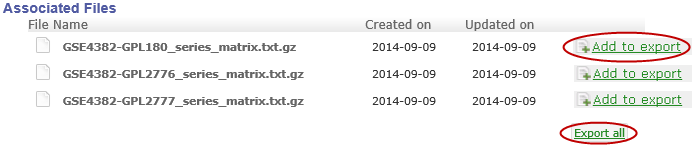 Associated Files
File Name Created on Updated on
GSE4382-GPL180_series_matrix.txt.gz 2014-09-09 2014-09-09 Add to export
GSE4382-GPL2776_series_matrix.txt.gz 2014-09-09 2014-09-09 Add to export
GSE4382-GPL2777_series_matrix.txt.gz 2014-09-09 2014-09-09 Add to export
Export all